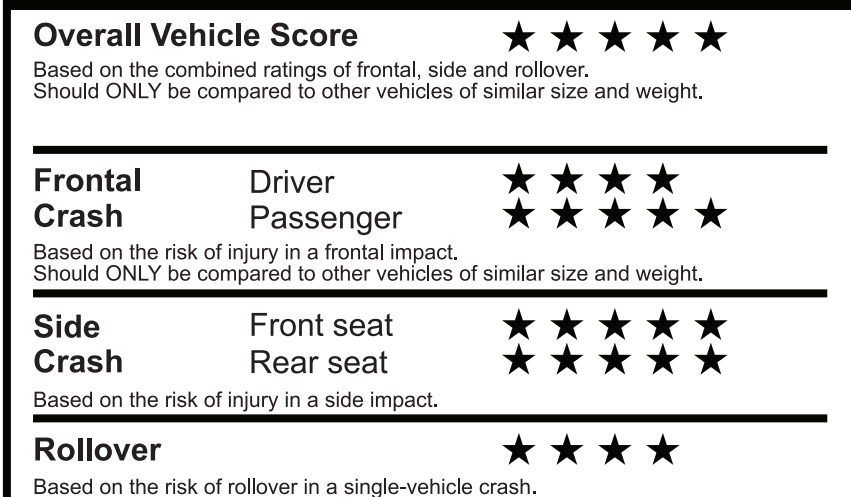 Overall Vehicle Score ★ ★ ★ ★ ★
Based on the combined ratings of frontal, side and rollover.
Should ONLY be compared to other vehicles of similar size and weight.
Frontal Driver ★ ★ ★ ★
Crash Passenger ★ ★ ★ ★ ★
Based on the risk of injury in a frontal impact.
Should ONLY be compared to other vehicles of similar size and weight.
Side Front seat ★ ★ ★ ★ ★
Crash Rear seat ★ ★ ★ ★ ★
Based on the risk of injury in a side impact.
Rollover ★ ★ ★ ★
Based on the risk of rollover in a single-vehicle crash.